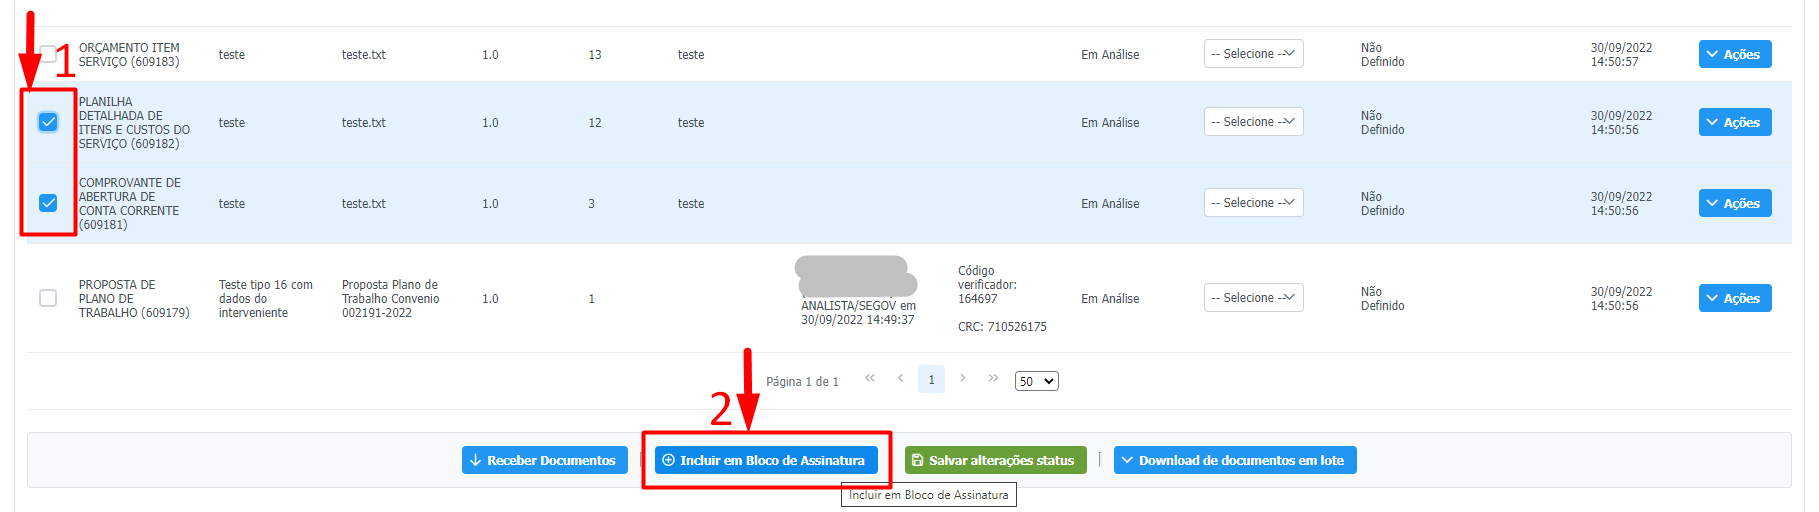 1
ORÇAMENTO ITEM
SERVIÇO (609183)
teste
teste.txt
1.0
13
teste
Em Análise
-- Selecione --
Não
Definido
30/09/2022
14:50:57
Ações
PLANILHA
DETALHADA DE
ITENS E CUSTOS DO
SERVIÇO (609182)
teste
teste.txt
1.0
12
teste
Em Análise
-- Selecione --
Não
Definido
30/09/2022
14:50:56
Ações
COMPROVANTE DE
ABERTURA DE
CONTA CORRENTE
(609181)
teste
teste.txt
1.0
3
teste
Em Análise
-- Selecione --
Não
Definido
30/09/2022
14:50:56
Ações
PROPOSTA DE
PLANO DE
TRABALHO (609179)
Teste tipo 16 com
dados do
interveniente
Proposta Plano de
Trabalho Convenio
002191-2022
1.0
1
ANALISTA/SEGOV em
30/09/2022 14:49:37
Código
verificador:
164697
CRC: 710526175
Em Análise
-- Selecione --
Não
Definido
30/09/2022
14:50:56
Ações
Página 1 de 1
1
50
2
Receber Documentos
Incluir em Bloco de Assinatura
Salvar alterações status
Download de documentos em lote
Incluir em Bloco de Assinatura